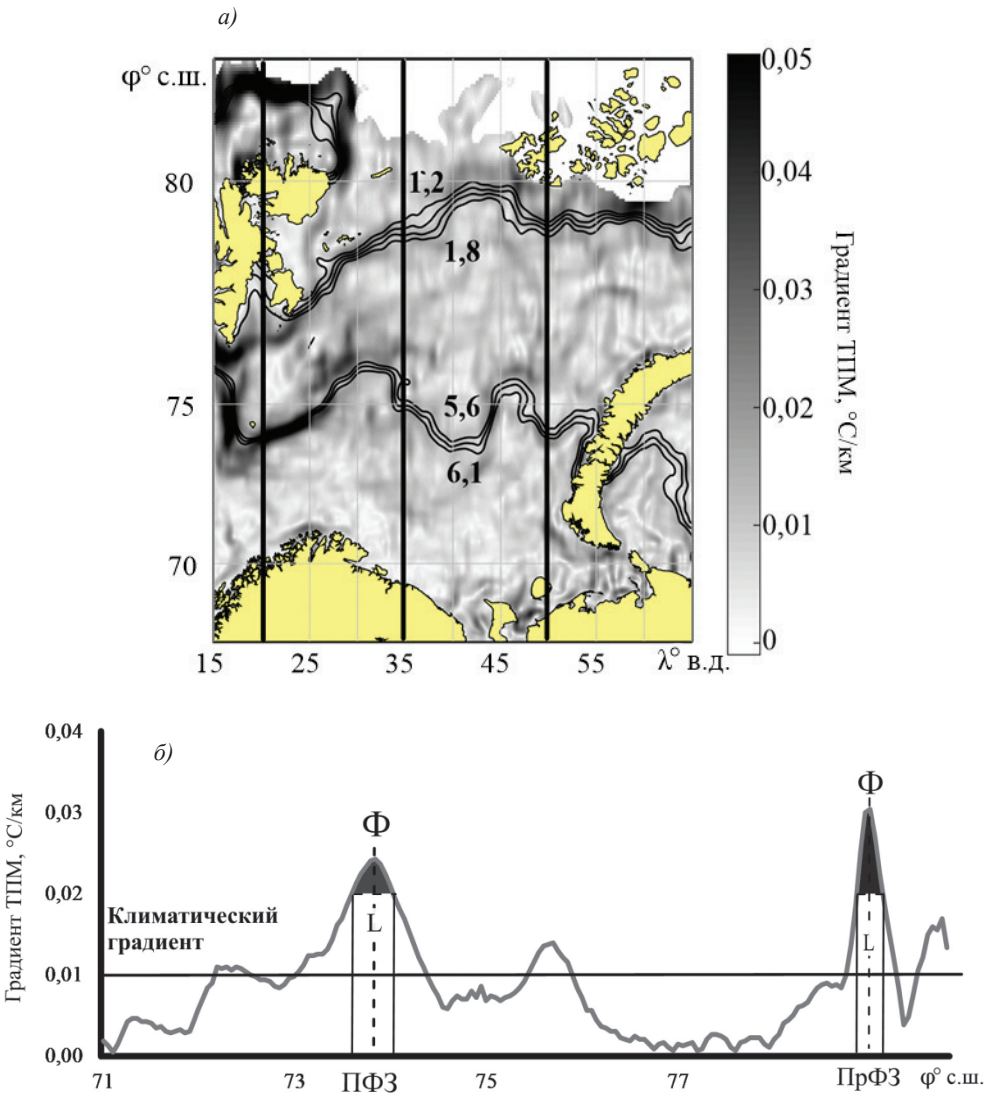 а)
φ° с.ш.
80
75
70
15 25 35 45 55 λ° в.д.
1,2
1,8
5,6
6,1
0,05
0,04
0,03
0,02
0,01
0
Градиент ТПМ, °С/км
б)
0,04
0,03
0,02
0,01
0,00
Градиент ТПМ, °С/км
Климатический
градиент
Ф
L
Ф
L
71 73 ПФЗ 75 77 ПрФЗ φ° с.ш.